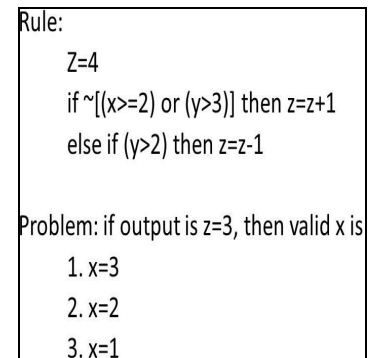 Rule:
Z=4
if ~[(x>=2) or (y>3)] then z=z+1
else if (y>2) then z=z-1
Problem: if output is z=3, then valid x is
1. x=3
2. x=2
3. x=1